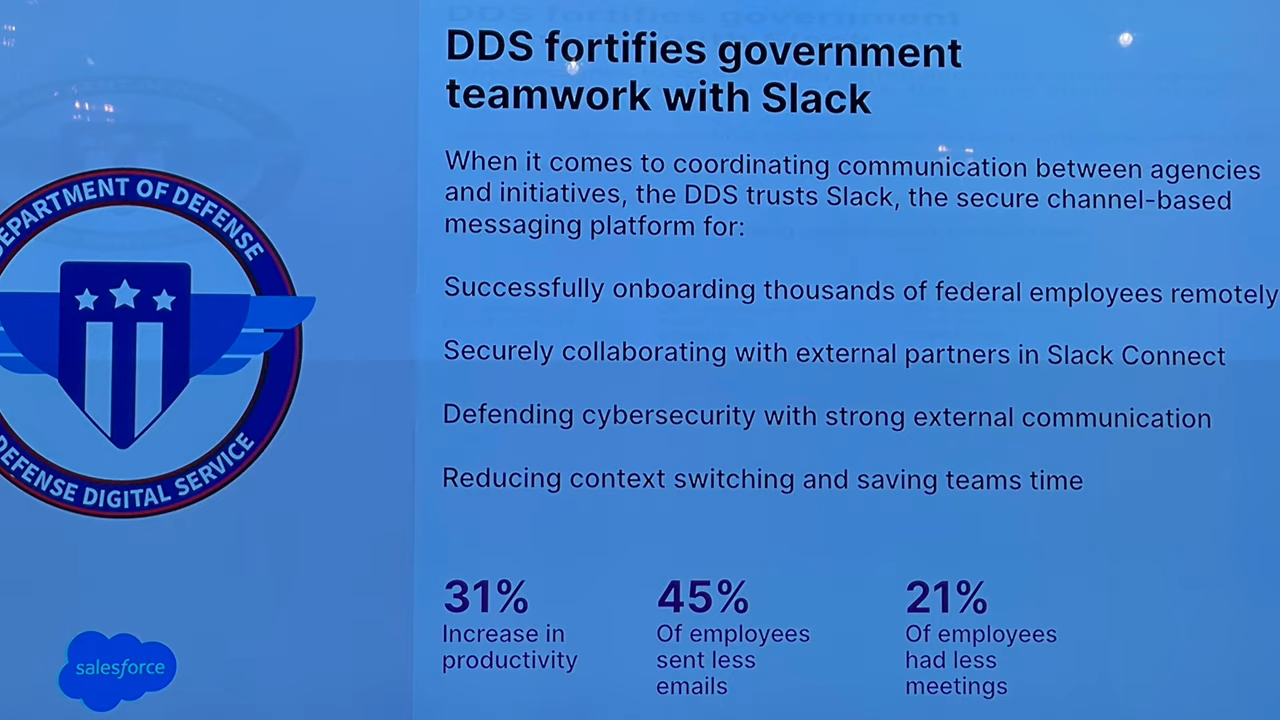 DEPARTMENT OF DEFENSE
DEFENSE DIGITAL SERVICE
salesforce
DDS fortifies government
teamwork with Slack
When it comes to coordinating communication between agencies
and initiatives, the DDS trusts Slack, the secure channel-based
messaging platform for:
Successfully onboarding thousands of federal employees remotely
Securely collaborating with external partners in Slack Connect
Defending cybersecurity with strong external communication
Reducing context switching and saving teams time
31%
Increase in
productivity
45%
Of employees
sent less
emails
21%
Of employees
had less
meetings